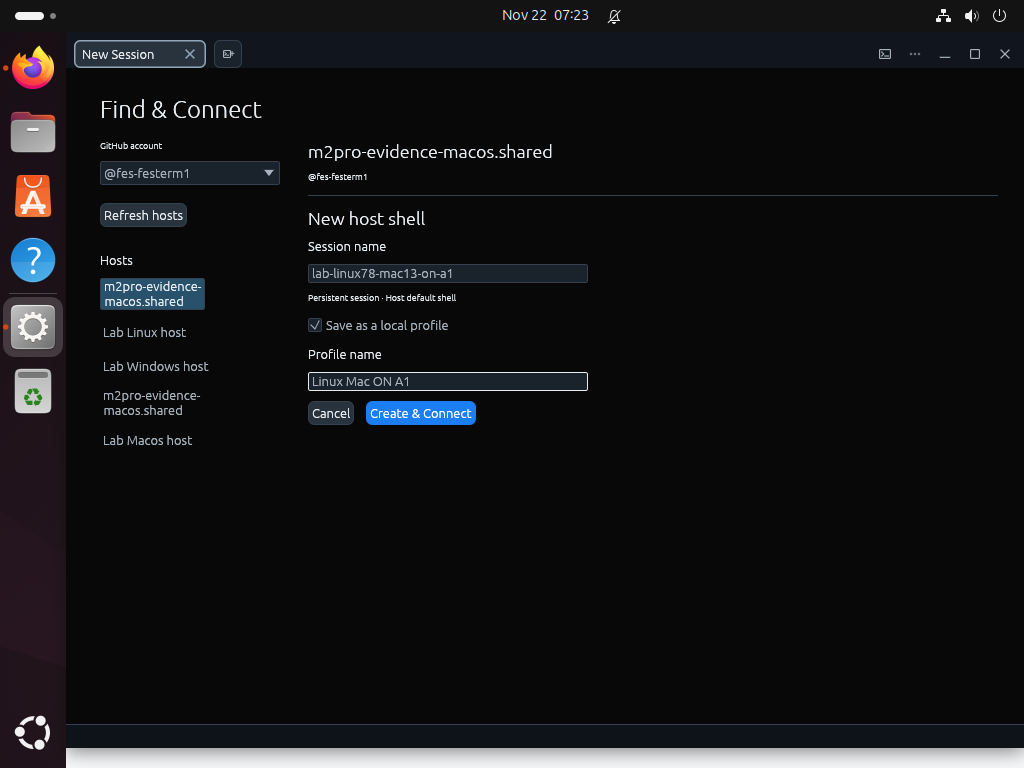 Nov 22 07:23
New Session
Find & Connect
GitHub account
@fes-festerm1
Refresh hosts
Hosts
m2pro-evidence-
macos.shared
Lab Linux host
Lab Windows host
m2pro-evidence-
macos.shared
Lab Macos host
m2pro-evidence-macos.shared
@fes-festerm1
New host shell
Session name
lab-linux78-mac13-on-a1
Persistent session · Host default shell
Save as a local profile
Profile name
Linux Mac ON A1
Cancel
Create & Connect